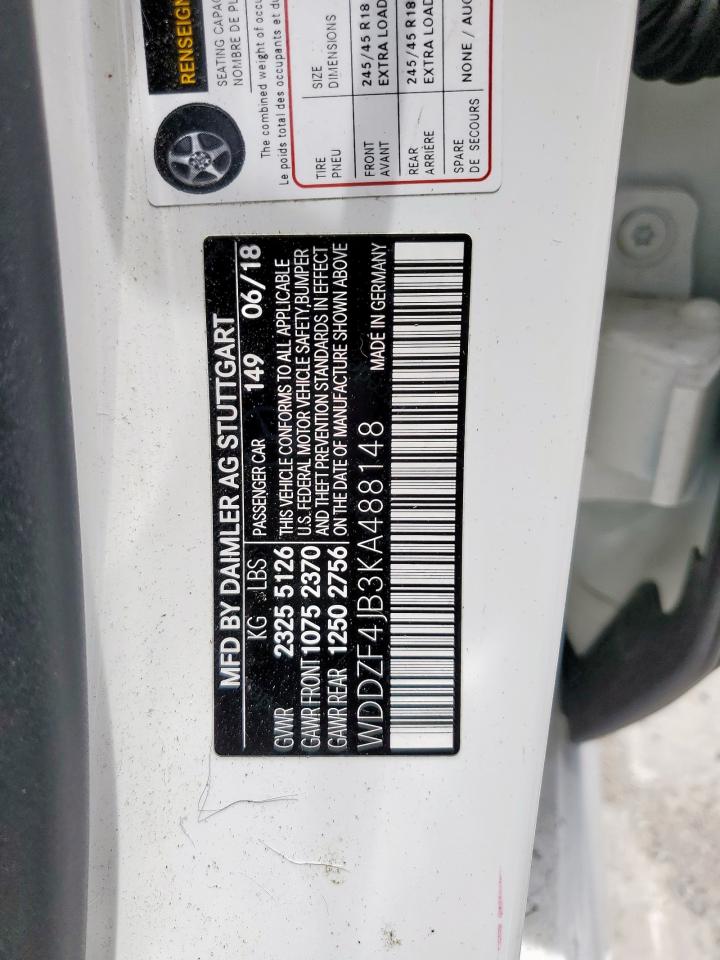 RENSEIGN
SEATING CAPAC
NOMBRE DE PL
The combined weight of occu
Le poids total des occupants et du
TIRE SIZE
PNEU DIMENSIONS
FRONT 245/45 R18
AVANT EXTRA LOAD
REAR 245/45 R18
ARRIÈRE EXTRA LOAD
SPARE NONE / AUC
DE SECOURS
MFD BY DAIMLER AG STUTTGART
KG LBS PASSENGER CAR 149 06/18
GVWR 2325 5126 THIS VEHICLE CONFORMS TO ALL APPLICABLE
GAWR FRONT 1075 2370 U.S. FEDERAL MOTOR VEHICLE SAFETY,BUMPER
AND THEFT PREVENTION STANDARDS IN EFFECT
GAWR REAR 1250 2756 ON THE DATE OF MANUFACTURE SHOWN ABOVE
WDDZF4JB3KA488148 MADE IN GERMANY